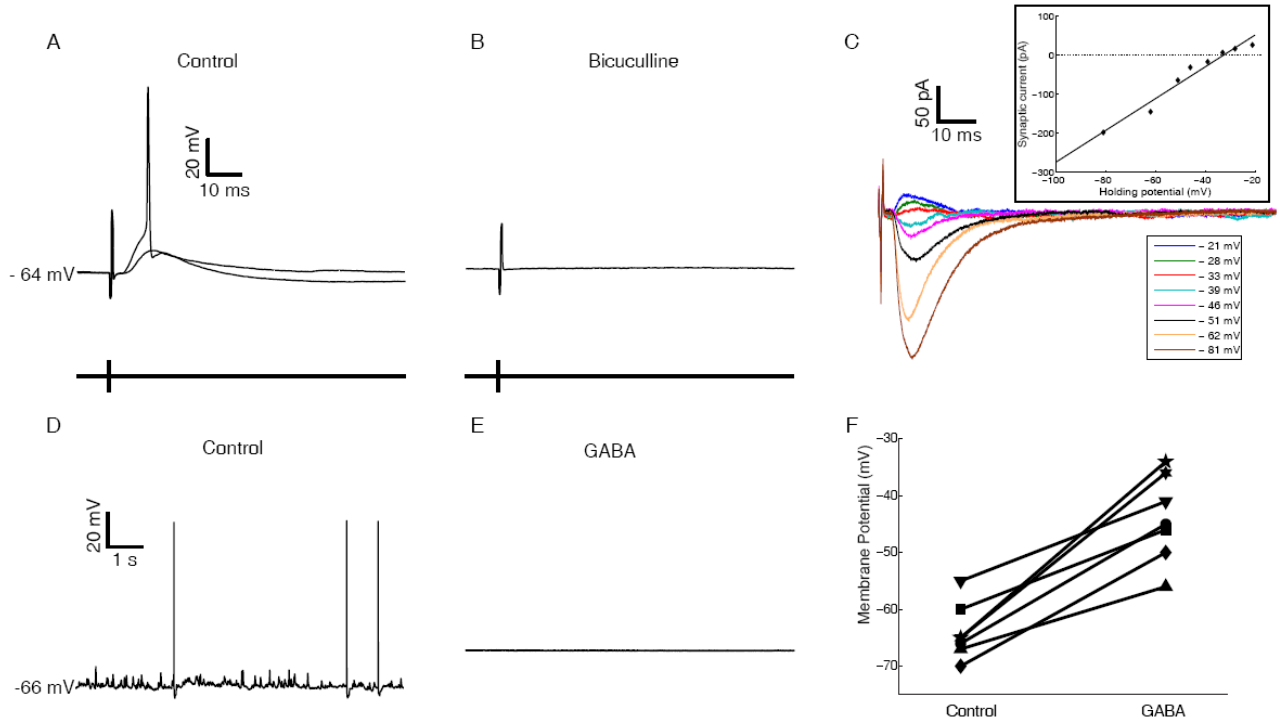 A
Control
20 mV
10 ms
- 64 mV
B
Bicuculline
C
50 pA
10 ms
Synaptic current (pA)
100
0
−100
−200
−300
−100
−80
−60
−40
−20
Holding potential (mV)
− 21 mV
− 28 mV
− 33 mV
− 39 mV
− 46 mV
− 51 mV
− 62 mV
− 81 mV
D
Control
20 mV
1 s
-66 mV
E
GABA
F
Membrane Potential (mV)
−30
−40
−50
−60
−70
Control
GABA